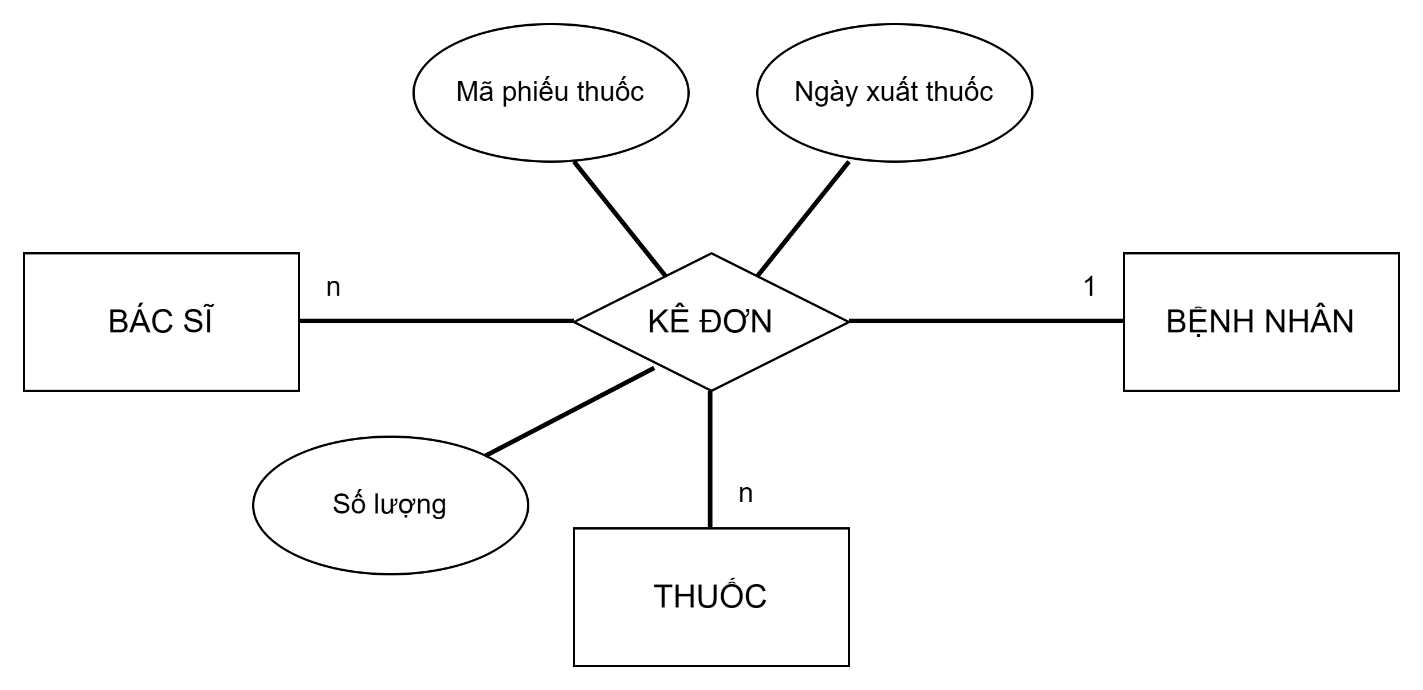 Mã phiếu thuốc
Ngày xuất thuốc
BÁC SĨ
n
KÊ ĐƠN
1
BỆNH NHÂN
Số lượng
n
THUỐC